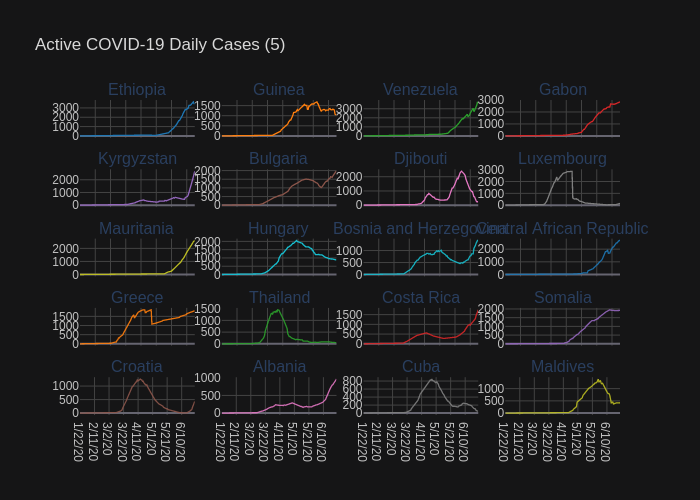 Active COVID-19 Daily Cases (5)
Ethiopia Guinea Venezuela Gabon
3000 2000 1000 0
1500 1000 500 0
3000 2000 1000 0
3000 2000 1000 0
Kyrgyzstan Bulgaria Djibouti Luxembourg
2000 1000 0
2000 1500 1000 500 0
2000 1000 0
3000 2000 1000 0
Mauritania Hungary Bosnia and Herzegovina Central African Republic
2000 1000 0
2000 1500 1000 500 0
1000 500 0
2000 1000 0
Greece Thailand Costa Rica Somalia
1500 1000 500 0
1500 1000 500 0
1500 1000 500 0
2000 1500 1000 500 0
Croatia Albania Cuba Maldives
1000 500 0
1000 500 0
800 600 400 200 0
1000 500 0
1/22/20 2/11/20 3/2/20 3/22/20 4/11/20 5/1/20 5/21/20 6/10/20
1/22/20 2/11/20 3/2/20 3/22/20 4/11/20 5/1/20 5/21/20 6/10/20
1/22/20 2/11/20 3/2/20 3/22/20 4/11/20 5/1/20 5/21/20 6/10/20
1/22/20 2/11/20 3/2/20 3/22/20 4/11/20 5/1/20 5/21/20 6/10/20